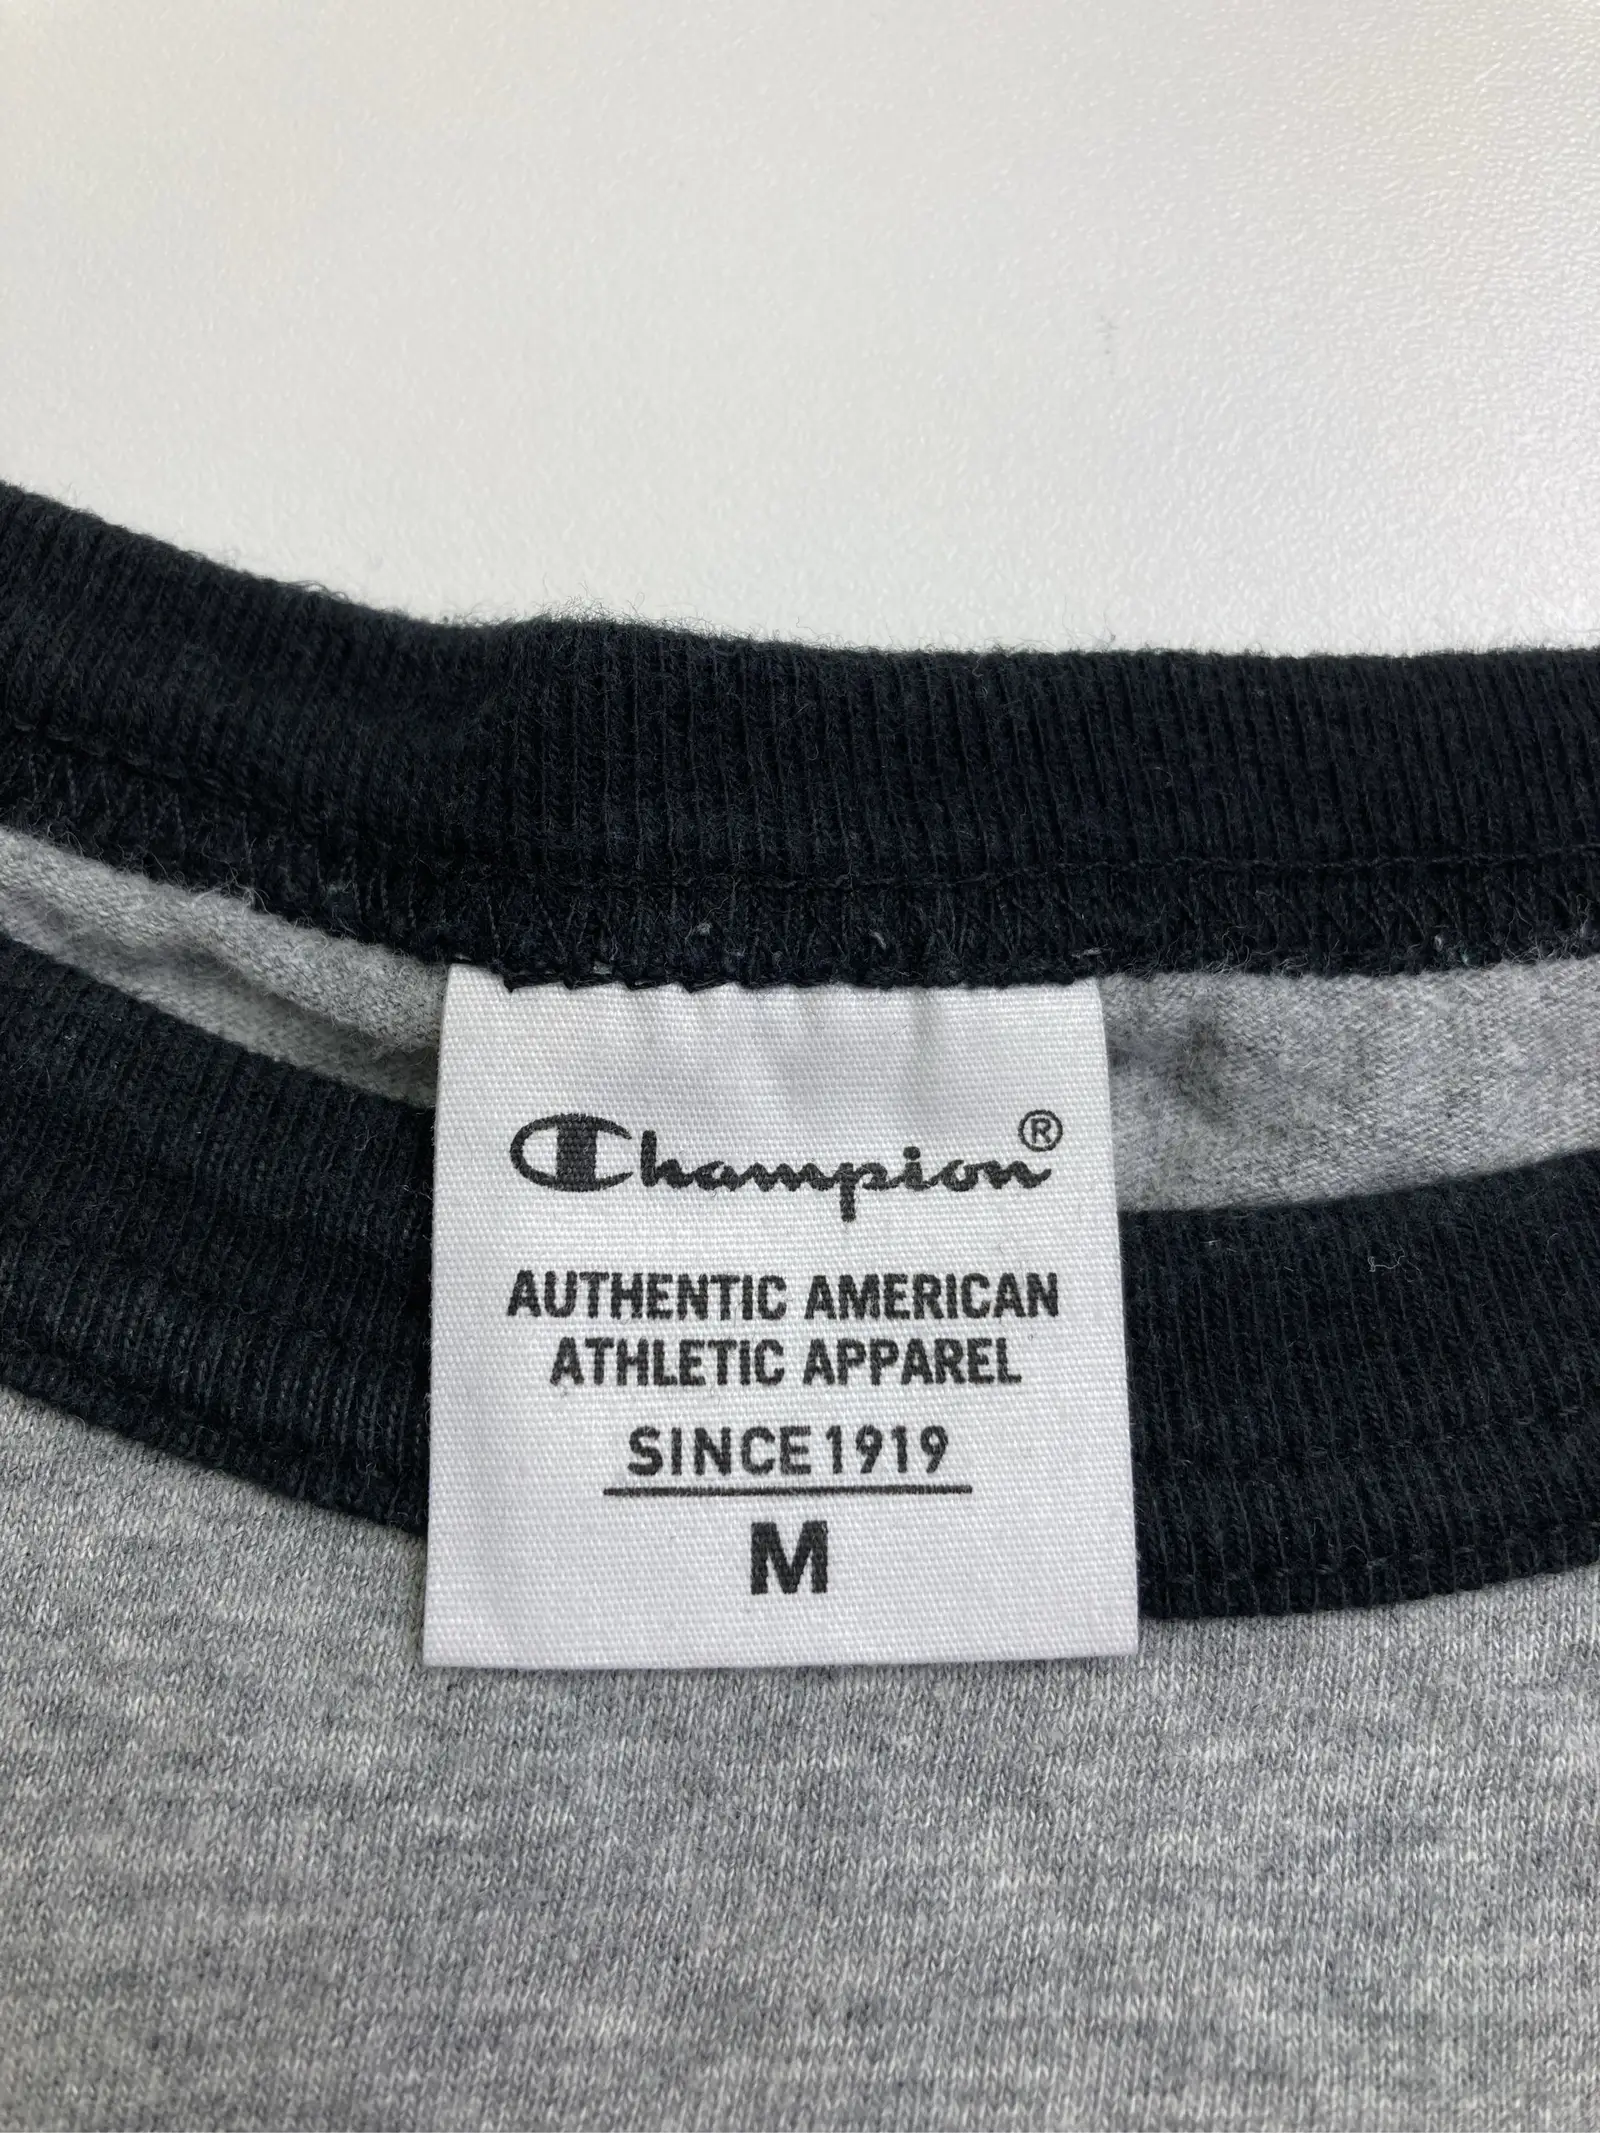 Champion®
AUTHENTIC AMERICAN
ATHLETIC APPAREL
SINCE 1919
M